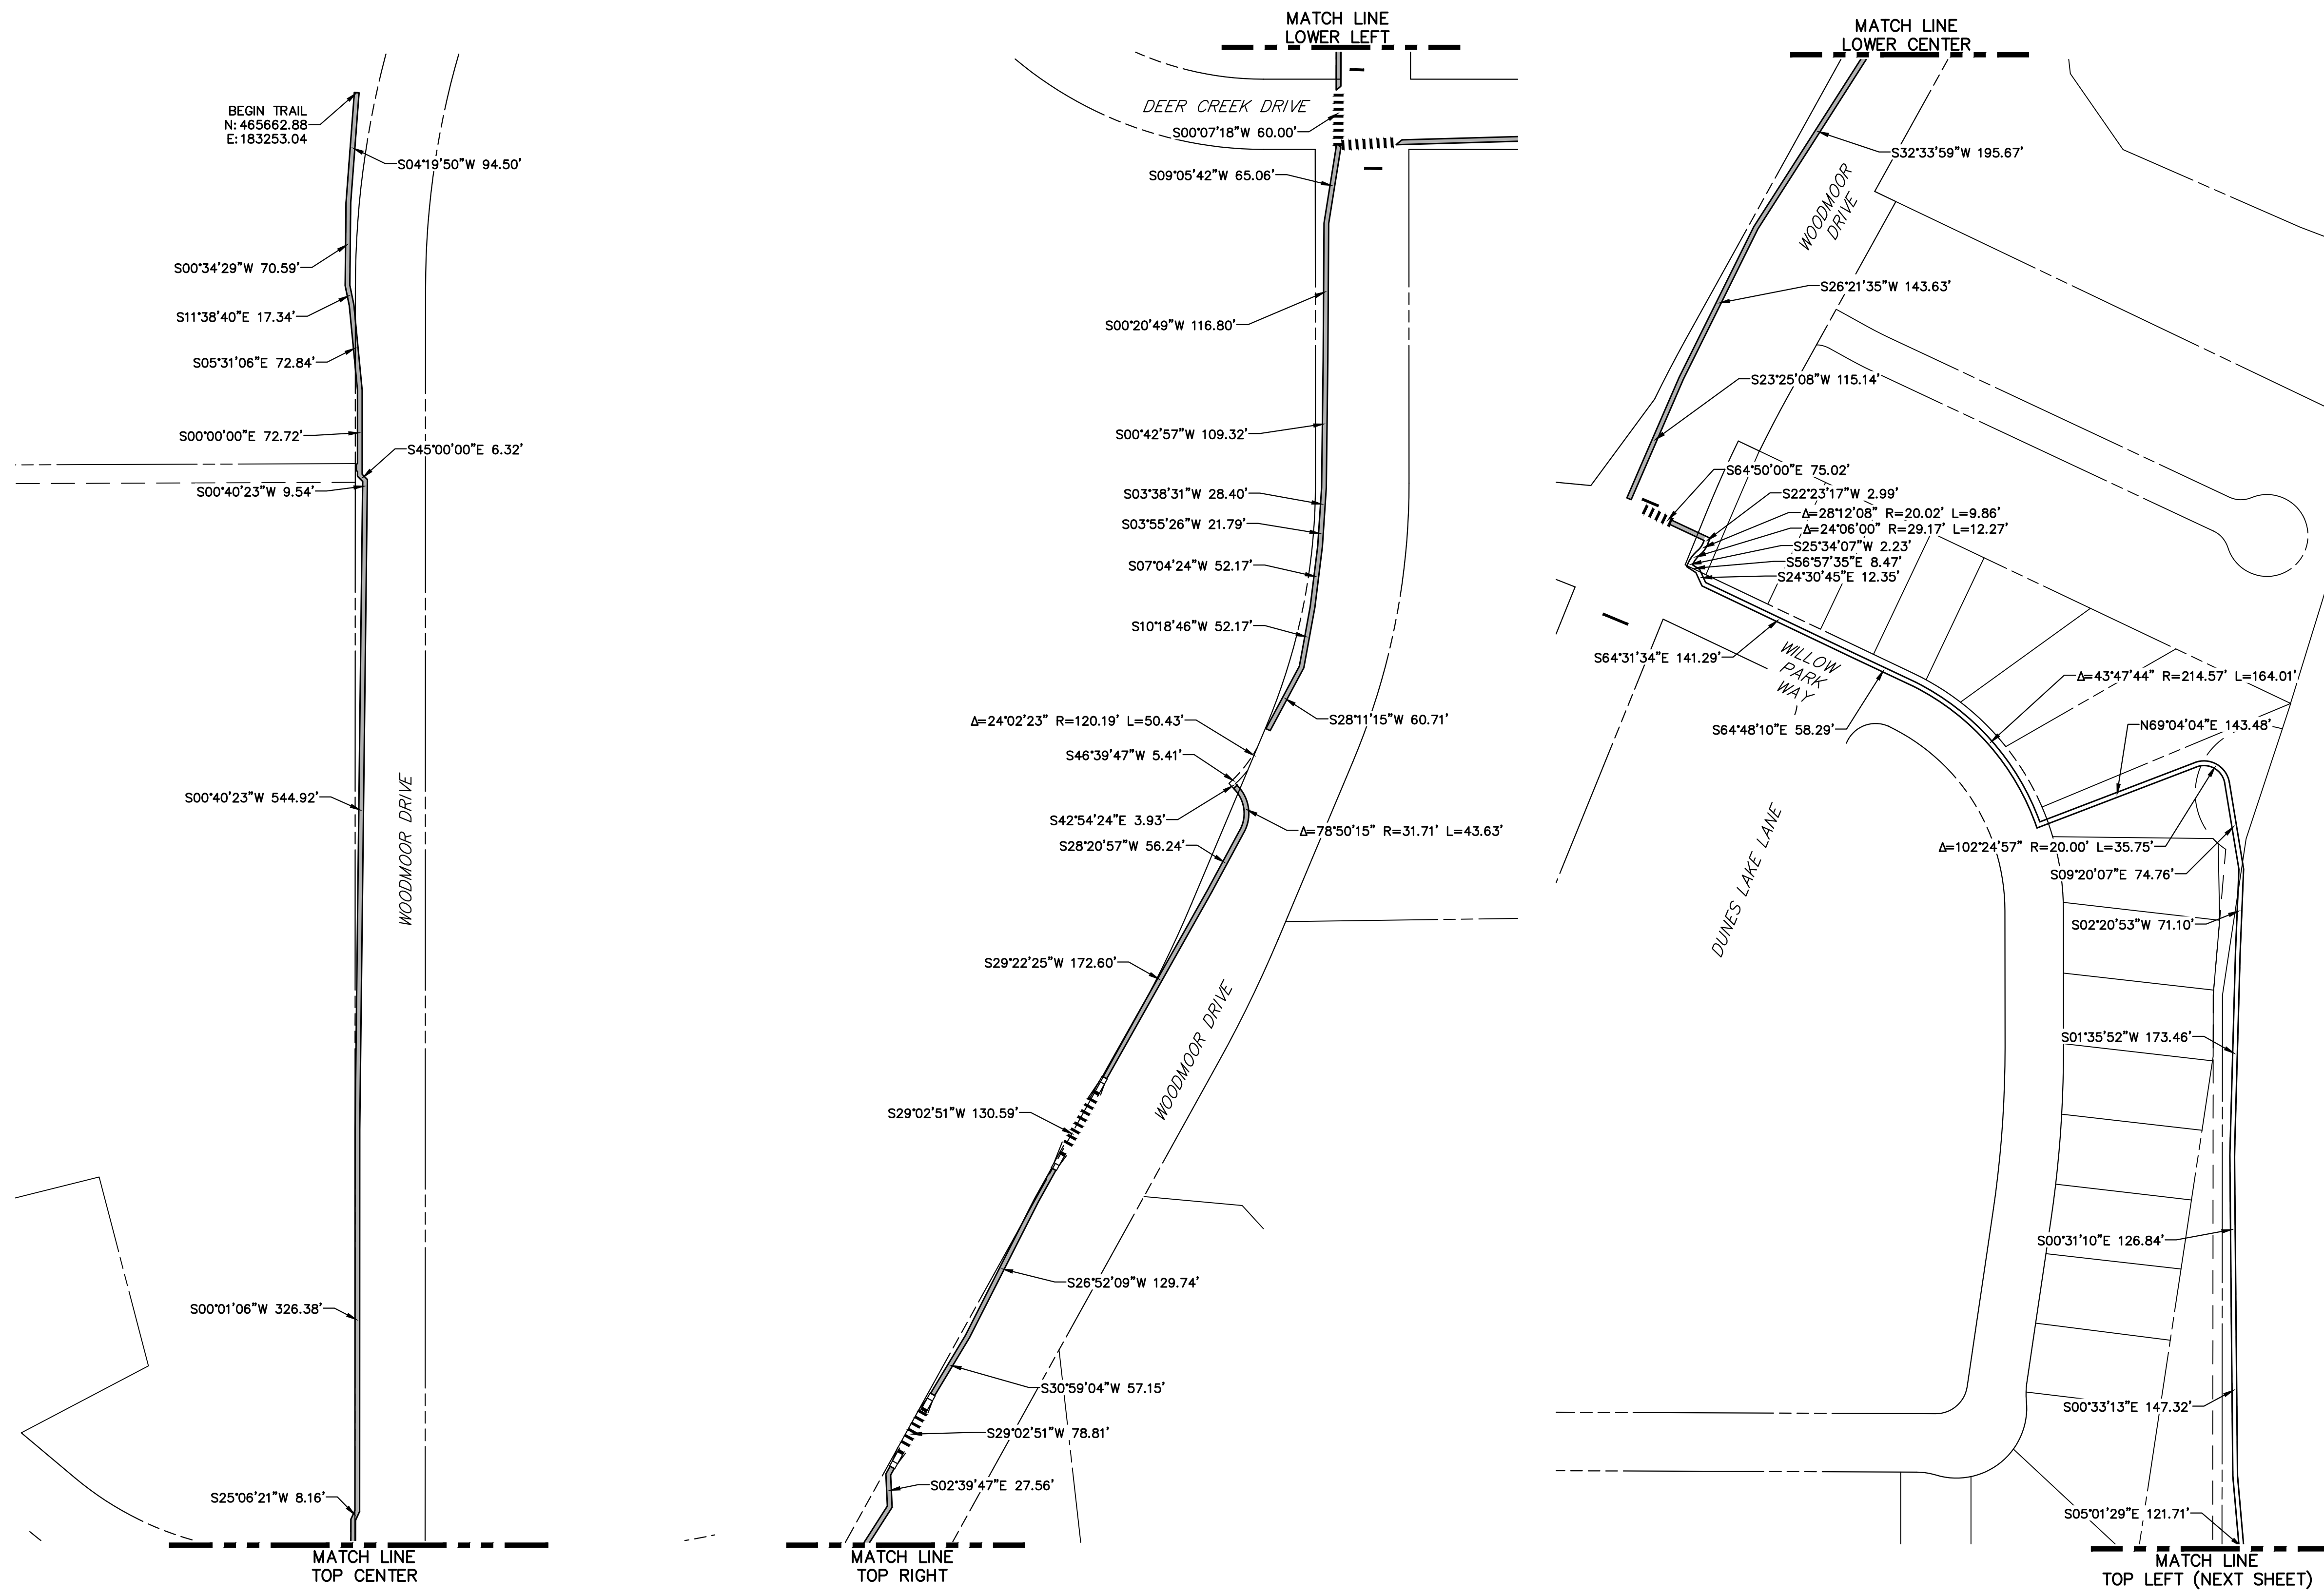 BEGIN TRAIL
N: 465662.88
E: 183253.04
S04°19'50"W 94.50'
S00°34'29"W 70.59'
S11°38'40"E 17.34'
S05°31'06"E 72.84'
S00°00'00"E 72.72'
S45°00'00"E 6.32'
S00°40'23"W 9.54'
S00°40'23"W 544.92'
WOODMOOR DRIVE
S00°01'06"W 326.38'
S25°06'21"W 8.16'
MATCH LINE
TOP CENTER
MATCH LINE
LOWER LEFT
DEER CREEK DRIVE
S00°07'18"W 60.00'
S09°05'42"W 65.06'
S00°20'49"W 116.80'
S00°42'57"W 109.32'
S03°38'31"W 28.40'
S03°55'26"W 21.79'
S07°04'24"W 52.17'
S10°18'46"W 52.17'
S28°11'15"W 60.71'
Δ=24°02'23" R=120.19' L=50.43'
S46°39'47"W 5.41'
S42°54'24"E 3.93'
Δ=78°50'15" R=31.71' L=43.63'
S28°20'57"W 56.24'
S29°22'25"W 172.60'
WOODMOOR DRIVE
S29°02'51"W 130.59'
S26°52'09"W 129.74'
S30°59'04"W 57.15'
S29°02'51"W 78.81'
S02°39'47"E 27.56'
MATCH LINE
TOP RIGHT
MATCH LINE
LOWER CENTER
S32°33'59"W 195.67'
WOODMOOR
DRIVE
S26°21'35"W 143.63'
S23°25'08"W 115.14'
S64°50'00"E 75.02'
S22°23'17"W 2.99'
Δ=28°12'08" R=20.02' L=9.86'
Δ=24°06'00" R=29.17' L=12.27'
S25°34'07"W 2.23'
S56°57'35"E 8.47'
S24°30'45"E 12.35'
S64°31'34"E 141.29'
WILLOW
PARK
WAY
Δ=43°47'44" R=214.57' L=164.01'
S64°48'10"E 58.29'
N69°04'04"E 143.48'
DUNES LAKE LANE
Δ=102°24'57" R=20.00' L=35.75'
S09°20'07"E 74.76'
S02°20'53"W 71.10'
S01°35'52"W 173.46'
S00°31'10"E 126.84'
S00°33'13"E 147.32'
S05°01'29"E 121.71'
MATCH LINE
TOP LEFT (NEXT SHEET)